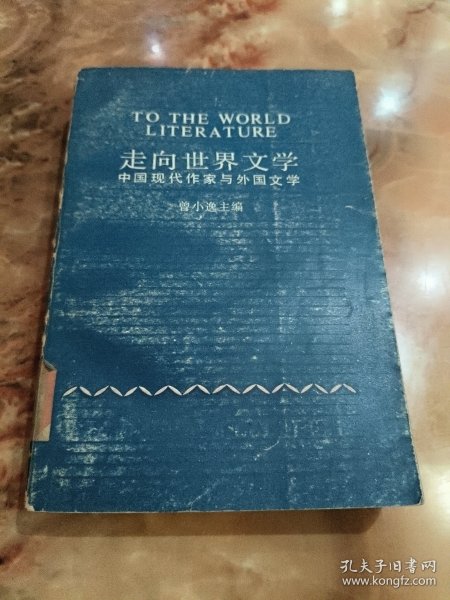 TO THE WORLD
LITERATURE
走向世界文学
中国现代作家与外国文学
曾小逸主编
孔夫子旧书网
www.kongfz.com